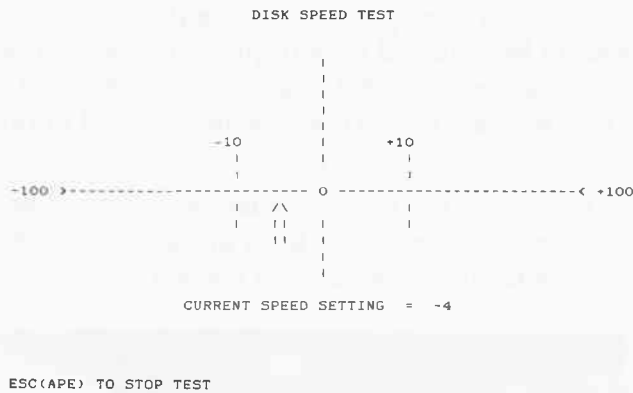 DISK SPEED TEST
-10 +10
-100 >----------------------- O -----------------------< +100
CURRENT SPEED SETTING = -4
ESC(APE) TO STOP TEST